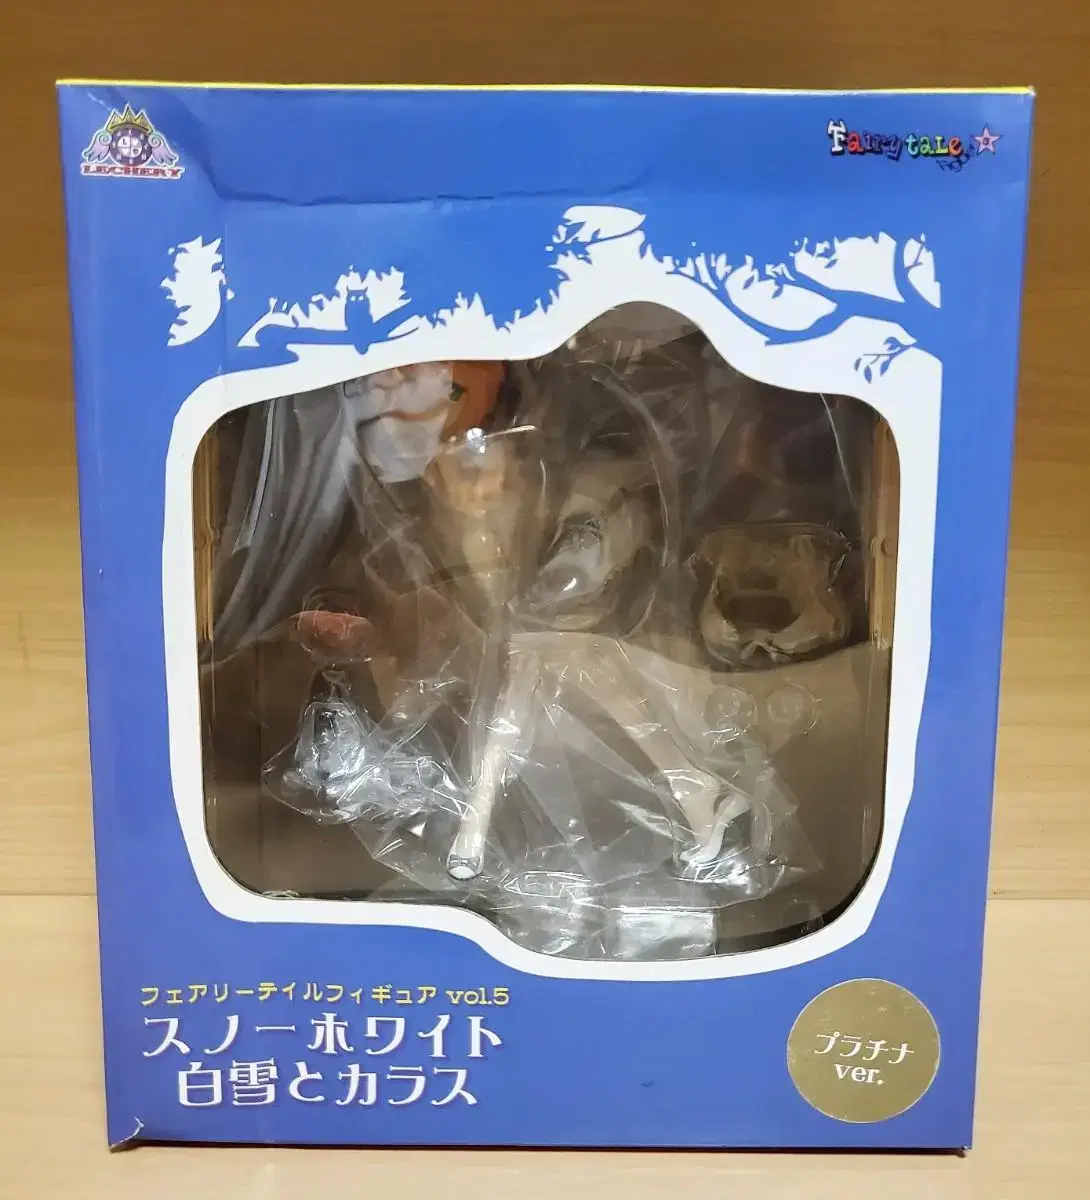 LECHERY
Fairy tale
Figure
フェアリーテイルフィギュア vol.5
スノーホワイト
白雪とカラス
プラチナ
ver.